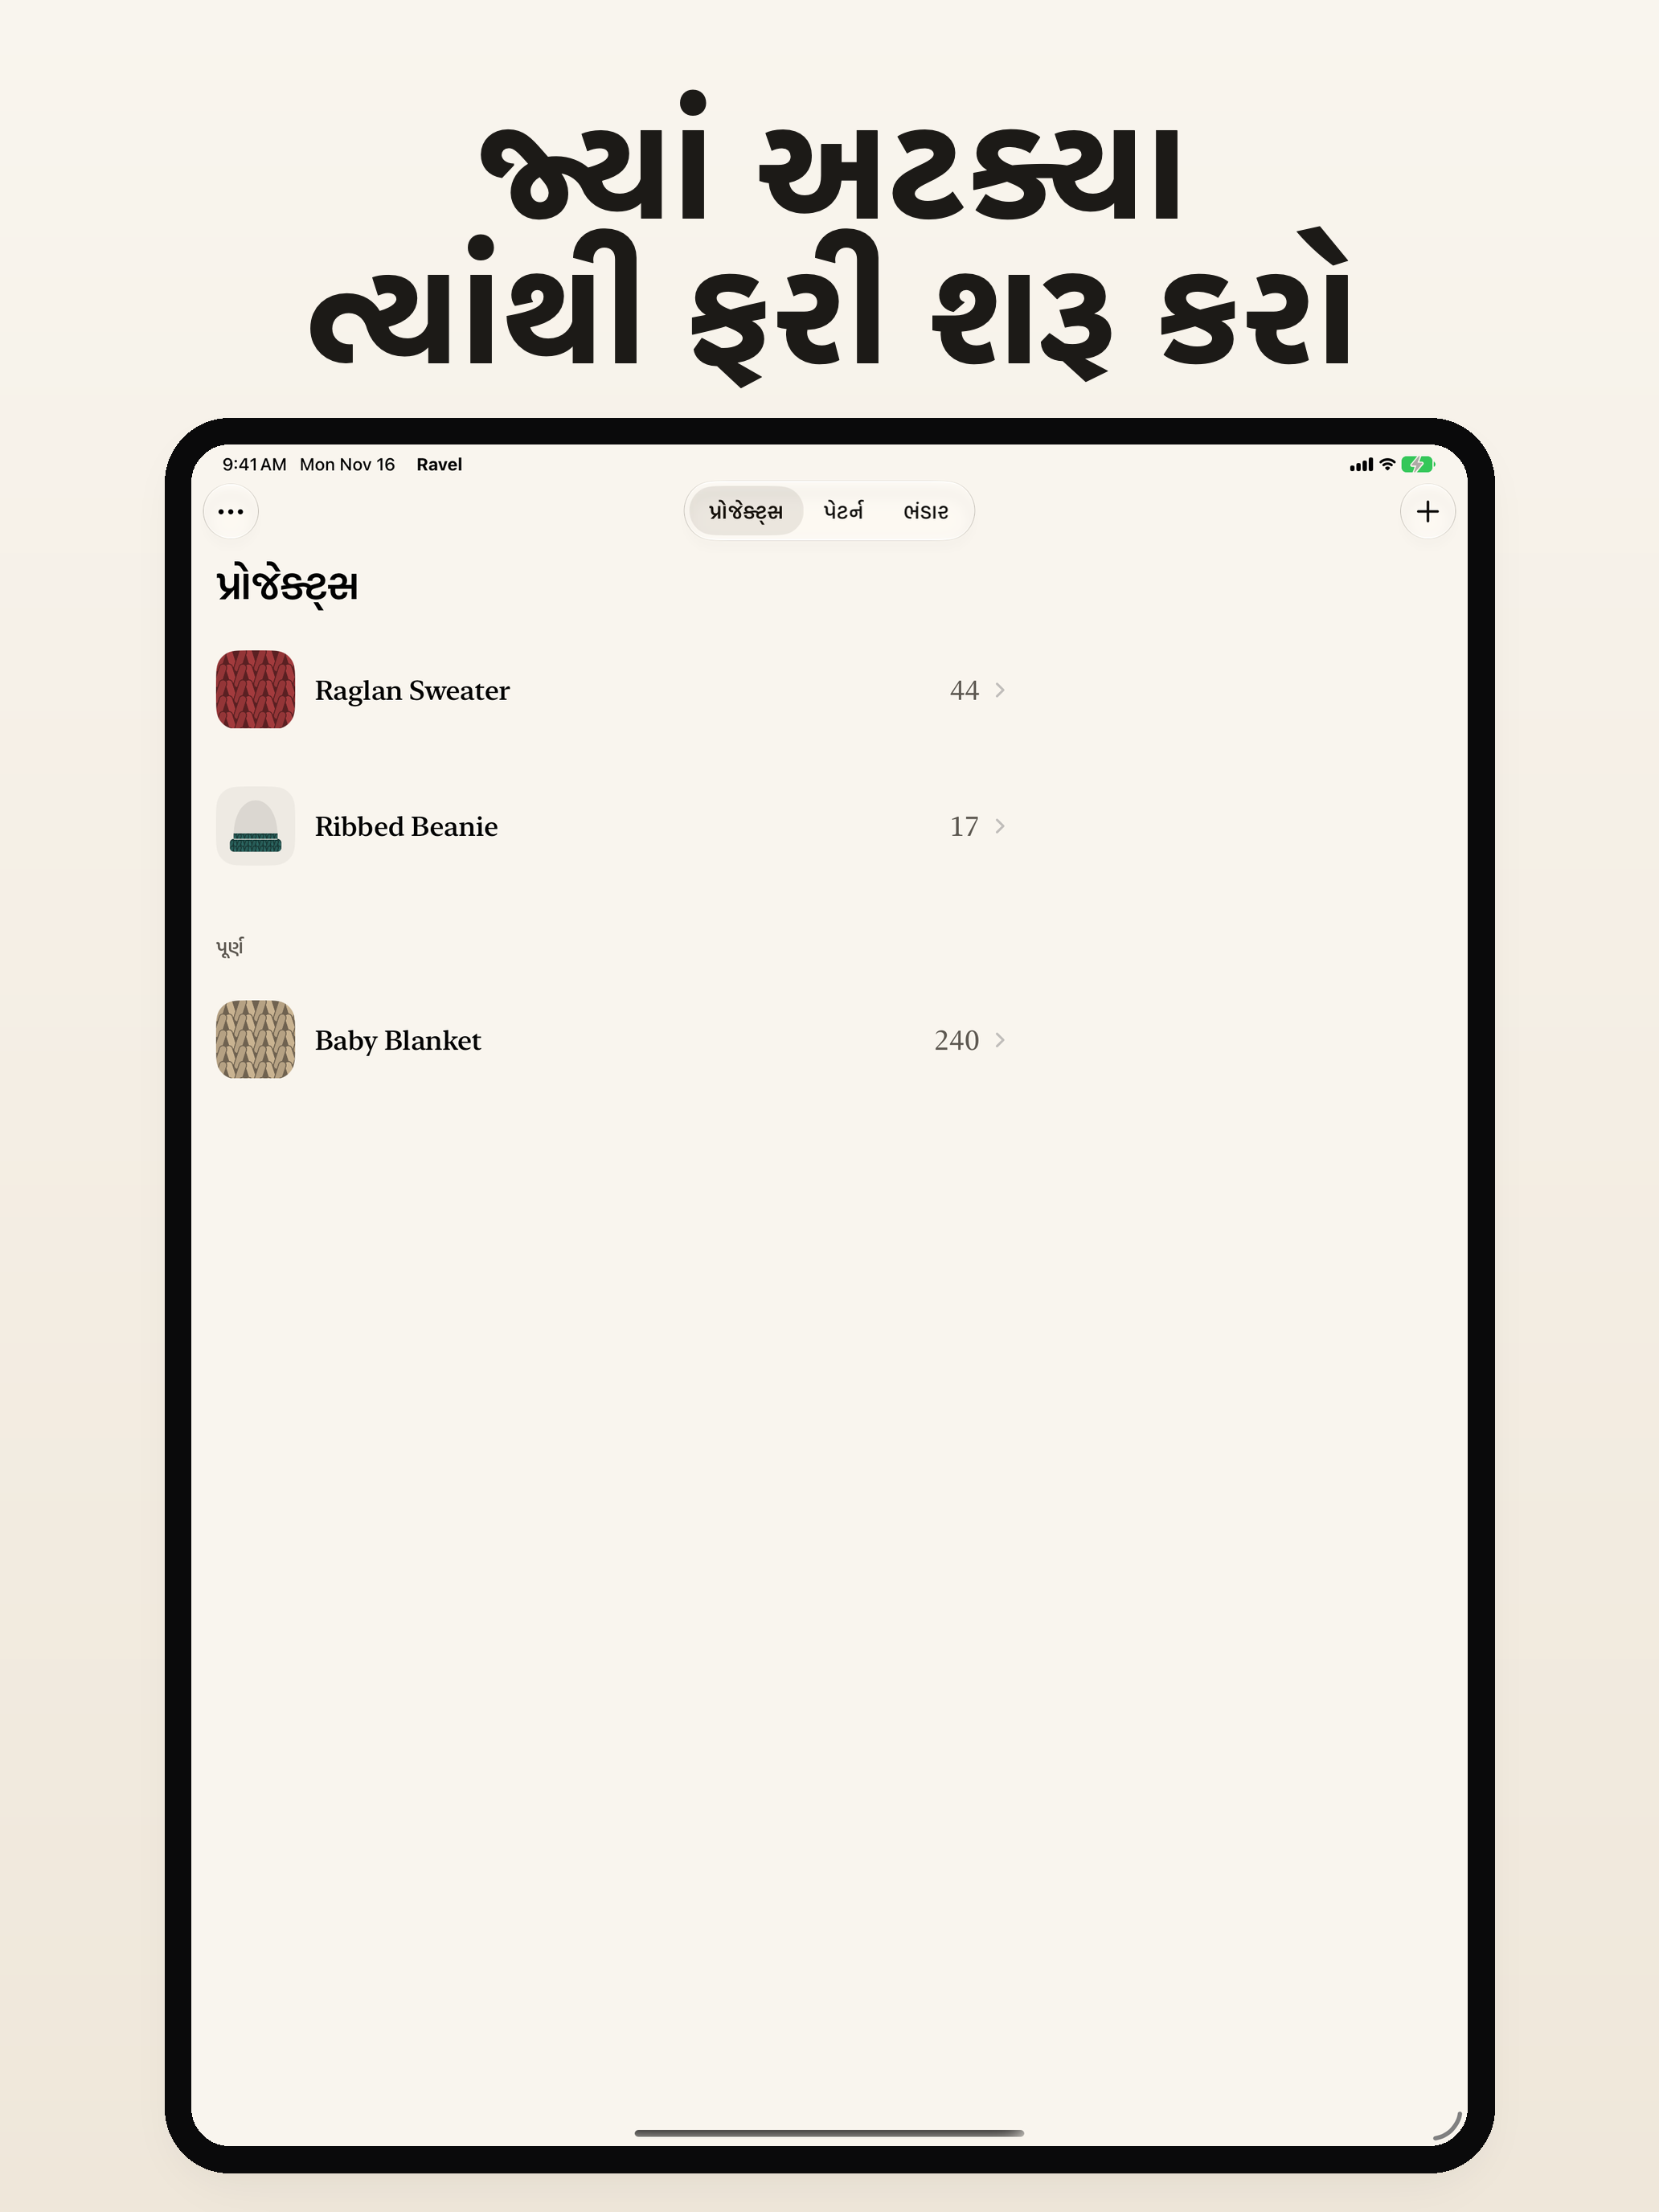 જ્યાં અટક્યા
ત્યાંથી ફરી શરૂ કરો
9:41 AM Mon Nov 16 Ravel
પ્રોજેક્ટ્સ પેટર્ન ભંડાર
પ્રોજેક્ટ્સ
Raglan Sweater 44
Ribbed Beanie 17
પૂર્ણ
Baby Blanket 240